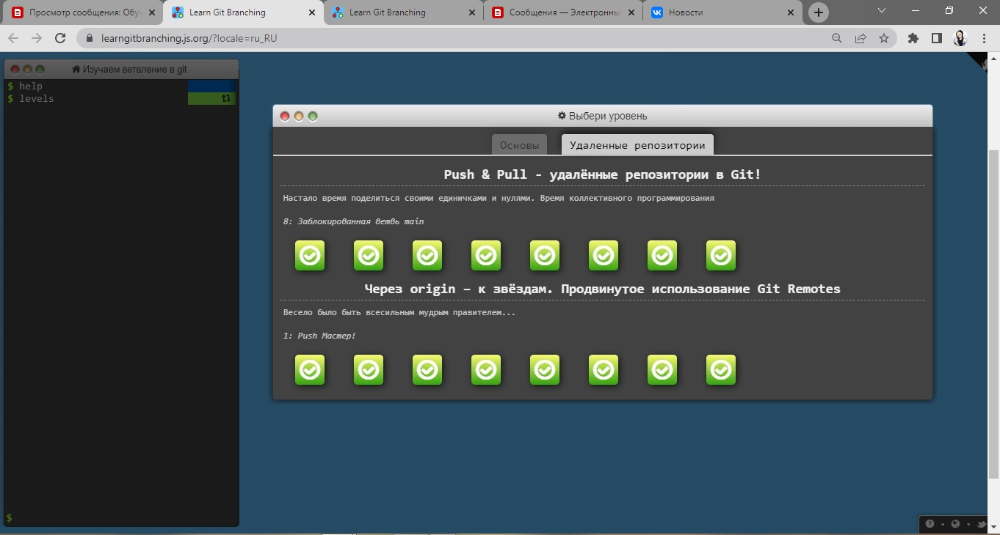 Просмотр сообщения: Обу
Learn Git Branching
Learn Git Branching
Сообщения — Электронны
Новости
learngitbranching.js.org/?locale=ru_RU
Изучаем ветвление в git
$ help
$ levels
$
Выбери уровень
Основы
Удаленные репозитории
Push & Pull - удалённые репозитории в Git!
Настало время поделиться своими единичками и нулями. Время коллективного программирования
8: Заблокированная ветвь main
Через origin – к звёздам. Продвинутое использование Git Remotes
Весело было быть всесильным мудрым правителем...
1: Push Мастер!